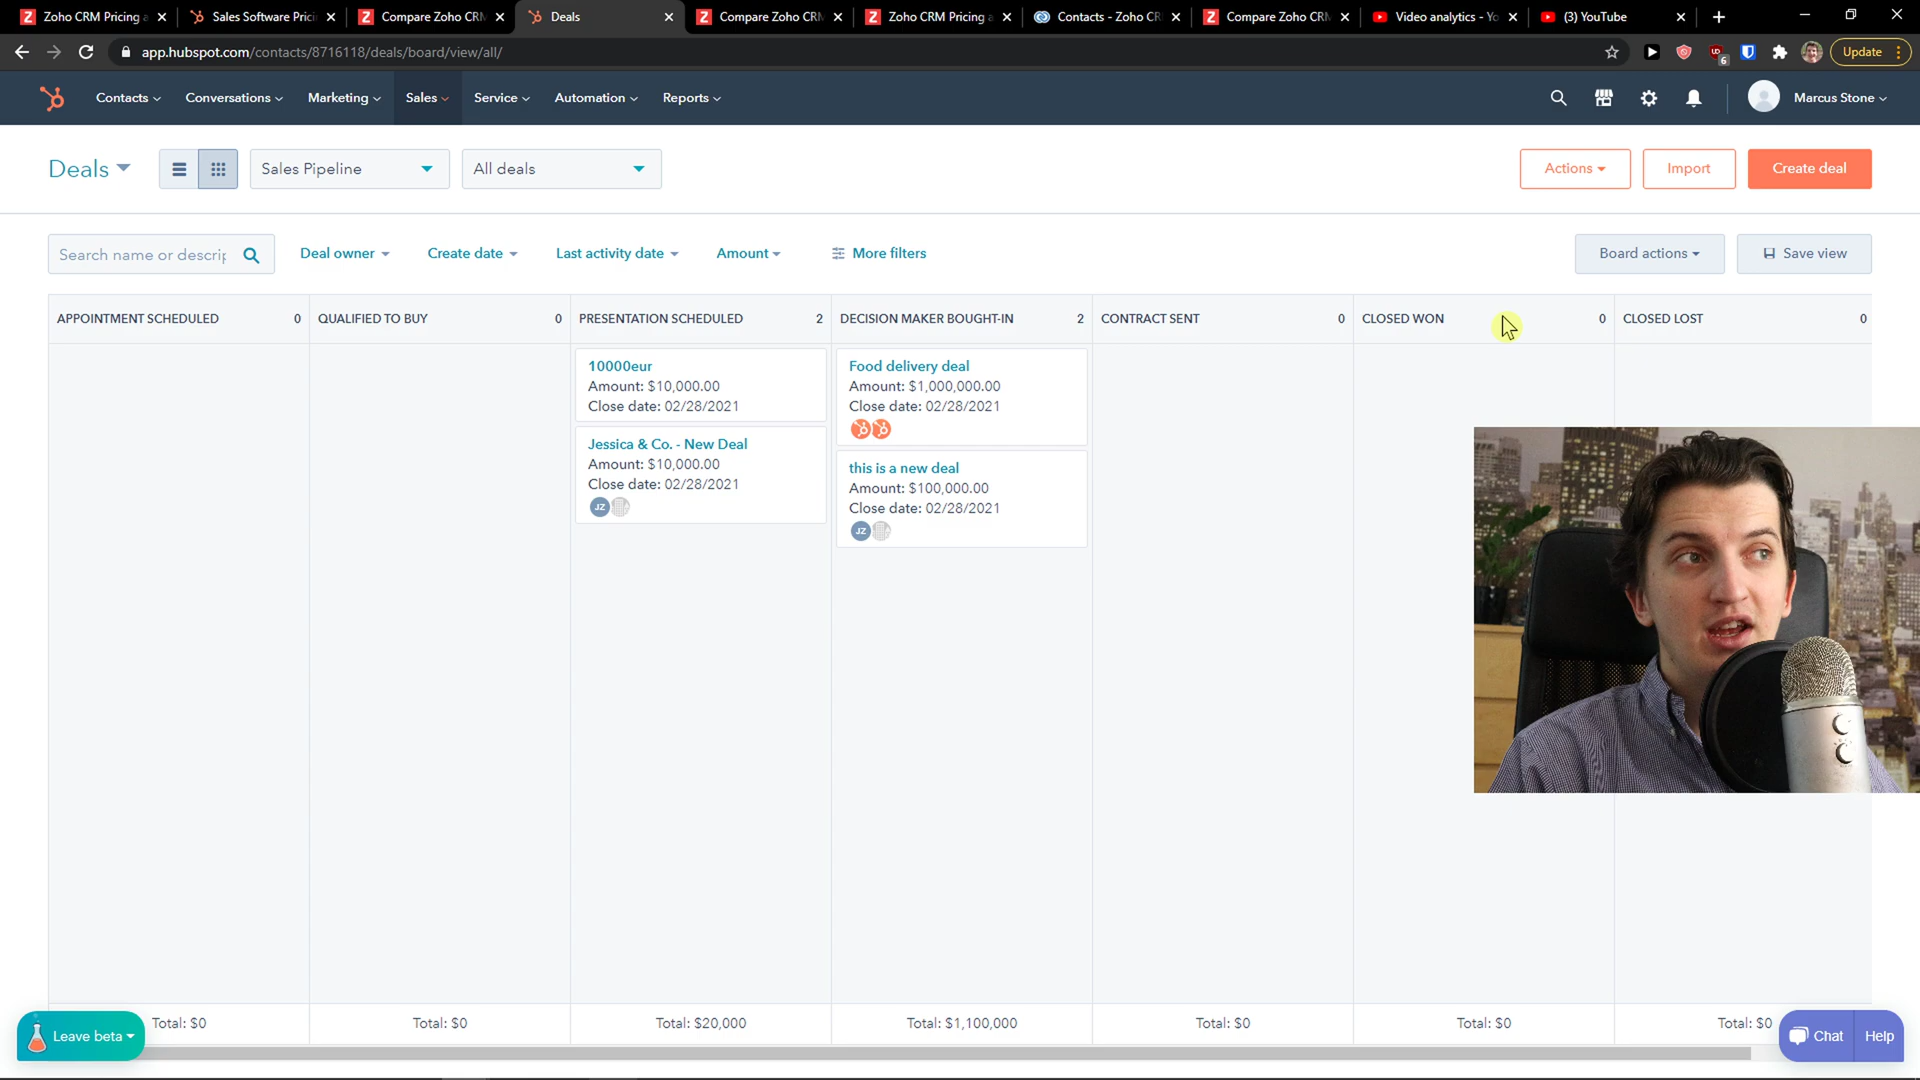 Zoho CRM Pricing a
Sales Software Prici
Compare Zoho CRM
Deals
Compare Zoho CRM
Zoho CRM Pricing a
Contacts - Zoho CR
Compare Zoho CRM
Video analytics - Yo
(3) YouTube
app.hubspot.com/contacts/8716118/deals/board/view/all/
6
Update
Contacts
Conversations
Marketing
Sales
Service
Automation
Reports
Marcus Stone
Deals
Sales Pipeline
All deals
Actions
Import
Create deal
Search name or descrip
Deal owner
Create date
Last activity date
Amount
More filters
Board actions
Save view
APPOINTMENT SCHEDULED 0
QUALIFIED TO BUY 0
PRESENTATION SCHEDULED 2
DECISION MAKER BOUGHT-IN 2
CONTRACT SENT 0
CLOSED WON 0
CLOSED LOST 0
10000eur
Amount: $10,000.00
Close date: 02/28/2021
Jessica & Co. - New Deal
Amount: $10,000.00
Close date: 02/28/2021
JZ
Food delivery deal
Amount: $1,000,000.00
Close date: 02/28/2021
this is a new deal
Amount: $100,000.00
Close date: 02/28/2021
JZ
Total: $0
Total: $0
Total: $20,000
Total: $1,100,000
Total: $0
Total: $0
Total: $0
Leave beta
Chat
Help